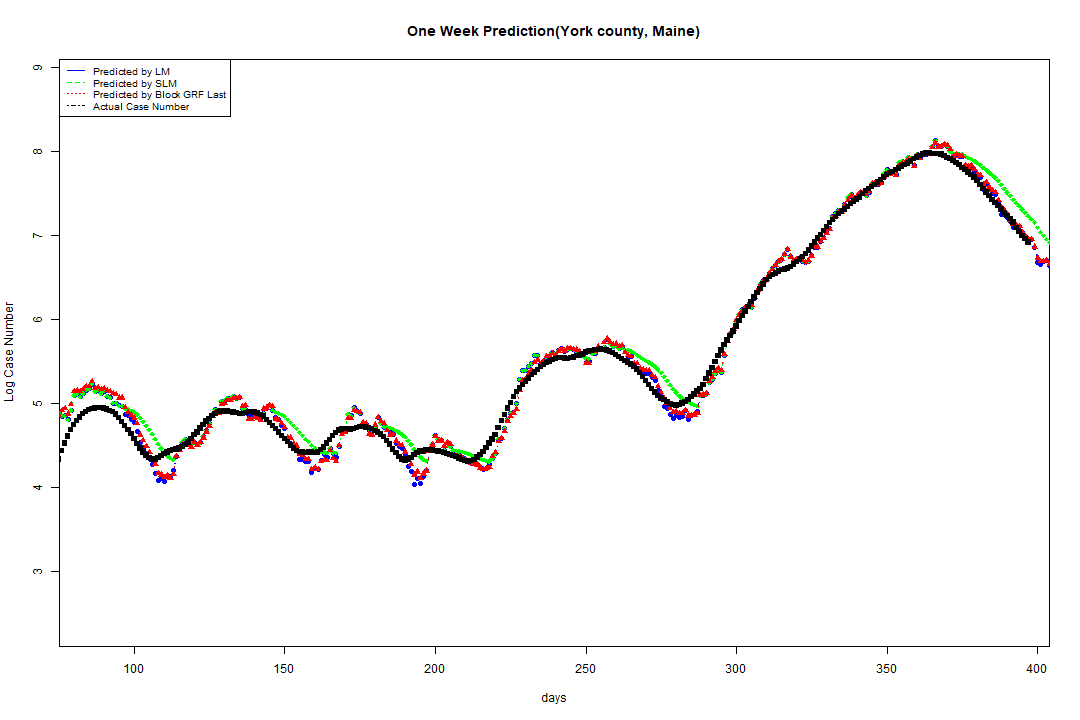 One Week Prediction(York county, Maine)
Predicted by LM
Predicted by SLM
Predicted by Block GRF Last
Actual Case Number
Log Case Number
9
8
7
6
5
4
3
100 150 200 250 300 350 400
days